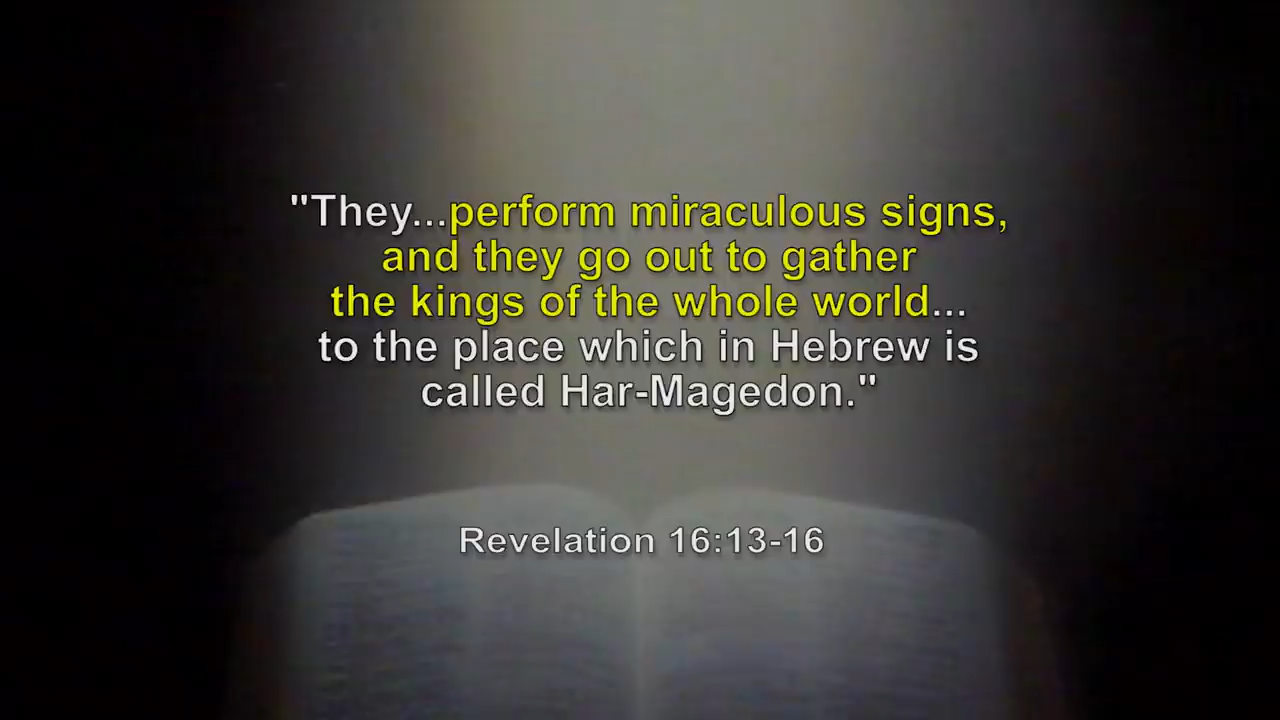 "They...perform miraculous signs,
and they go out to gather
the kings of the whole world...
to the place which in Hebrew is
called Har-Magedon."
Revelation 16:13-16